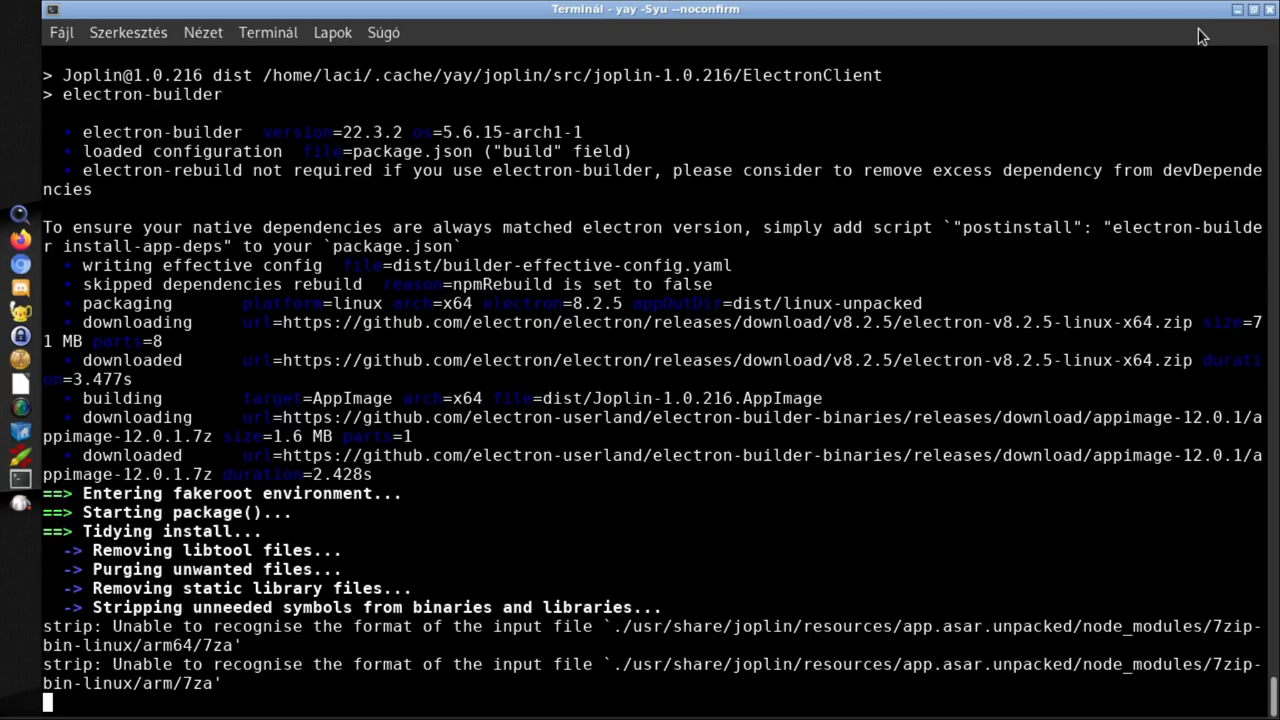 Terminál - yay -Syu --noconfirm
Fájl Szerkesztés Nézet Terminál Lapok Súgó
> Joplin@1.0.216 dist /home/laci/.cache/yay/joplin/src/joplin-1.0.216/ElectronClient
> electron-builder
• electron-builder version=22.3.2 os=5.6.15-arch1-1
• loaded configuration file=package.json ("build" field)
• electron-rebuild not required if you use electron-builder, please consider to remove excess dependency from devDepende
ncies
To ensure your native dependencies are always matched electron version, simply add script `"postinstall": "electron-builde
r install-app-deps" to your `package.json`
• writing effective config file=dist/builder-effective-config.yaml
• skipped dependencies rebuild reason=npmRebuild is set to false
• packaging platform=linux arch=x64 electron=8.2.5 appOutDir=dist/linux-unpacked
• downloading url=https://github.com/electron/electron/releases/download/v8.2.5/electron-v8.2.5-linux-x64.zip size=7
1 MB parts=8
• downloaded url=https://github.com/electron/electron/releases/download/v8.2.5/electron-v8.2.5-linux-x64.zip durati
on=3.477s
• building target=AppImage arch=x64 file=dist/Joplin-1.0.216.AppImage
• downloading url=https://github.com/electron-userland/electron-builder-binaries/releases/download/appimage-12.0.1/a
ppimage-12.0.1.7z size=1.6 MB parts=1
• downloaded url=https://github.com/electron-userland/electron-builder-binaries/releases/download/appimage-12.0.1/a
ppimage-12.0.1.7z duration=2.428s
==> Entering fakeroot environment...
==> Starting package()...
==> Tidying install...
-> Removing libtool files...
-> Purging unwanted files...
-> Removing static library files...
-> Stripping unneeded symbols from binaries and libraries...
strip: Unable to recognise the format of the input file `./usr/share/joplin/resources/app.asar.unpacked/node_modules/7zip-
bin-linux/arm64/7za'
strip: Unable to recognise the format of the input file `./usr/share/joplin/resources/app.asar.unpacked/node_modules/7zip-
bin-linux/arm/7za'